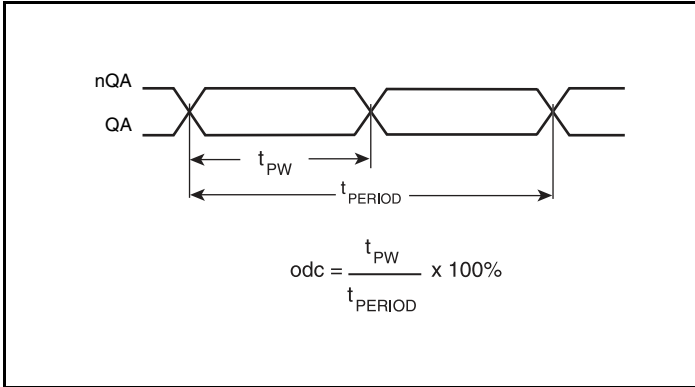 nQA
QA
tPW
tPERIOD
odc = tPW / tPERIOD x 100%